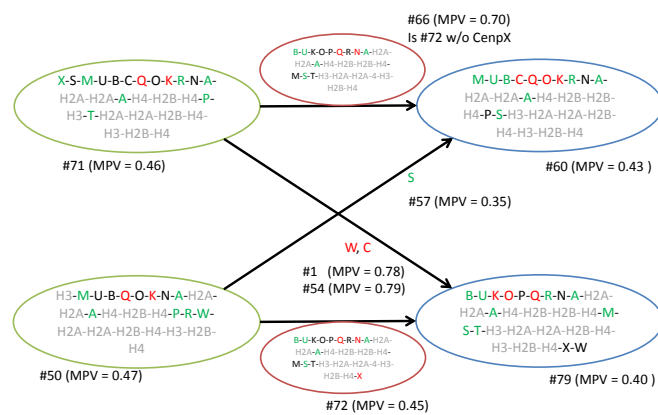 #66 (MPV = 0.70)
Is #72 w/o CenpX
B-U-K-O-P-Q-R-N-A-H2A-
H2A-A-H4-H2B-H2B-H4-
M-S-T-H3-H2A-H2A-4-H3-
H2B-H4
X-S-M-U-B-C-Q-O-K-R-N-A-
H2A-H2A-A-H4-H2B-H4-P-
H3-T-H2A-H2A-H2B-H4-
H3-H2B-H4
#71 (MPV = 0.46)
M-U-B-C-Q-O-K-R-N-A-
H2A-H2A-A-H4-H2B-H2B-
H4-P-S-H3-H2A-H2A-H2B-
H4-H3-H2B-H4
#60 (MPV = 0.43 )
S
#57 (MPV = 0.35)
W, C
#1 (MPV = 0.78)
#54 (MPV = 0.79)
H3-M-U-B-Q-O-K-N-A-H2A-
H2A-A-H4-H2B-H4-P-R-W-
H2A-H2A-H2B-H4-H3-H2B-
H4
#50 (MPV = 0.47)
B-U-K-O-P-Q-R-N-A-H2A-
H2A-A-H4-H2B-H2B-H4-
M-S-T-H3-H2A-H2A-4-H3-
H2B-H4-X
#72 (MPV = 0.45)
B-U-K-O-P-Q-R-N-A-H2A-
H2A-A-H4-H2B-H2B-H4-M-
S-T-H3-H2A-H2A-H2B-H4-
H3-H2B-H4-X-W
#79 (MPV = 0.40 )